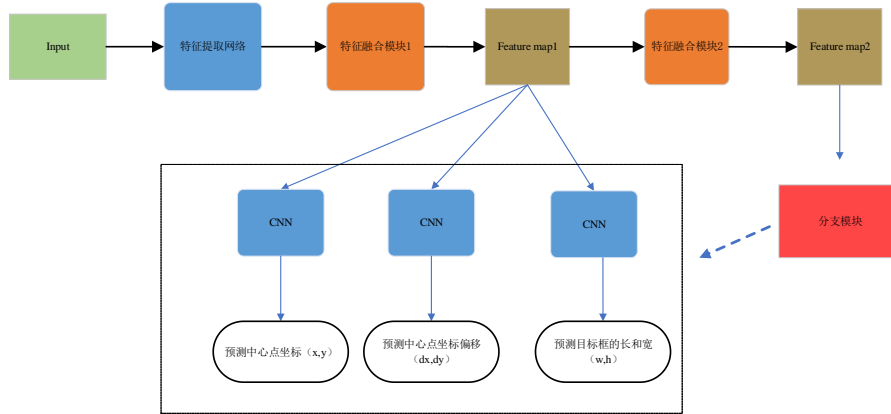 Input
特征提取网络
特征融合模块1
Feature map1
特征融合模块2
Feature map2
CNN
CNN
CNN
分支模块
预测中心点坐标（x,y）
预测中心点坐标偏移
（dx,dy）
预测目标框的长和宽
（w,h）